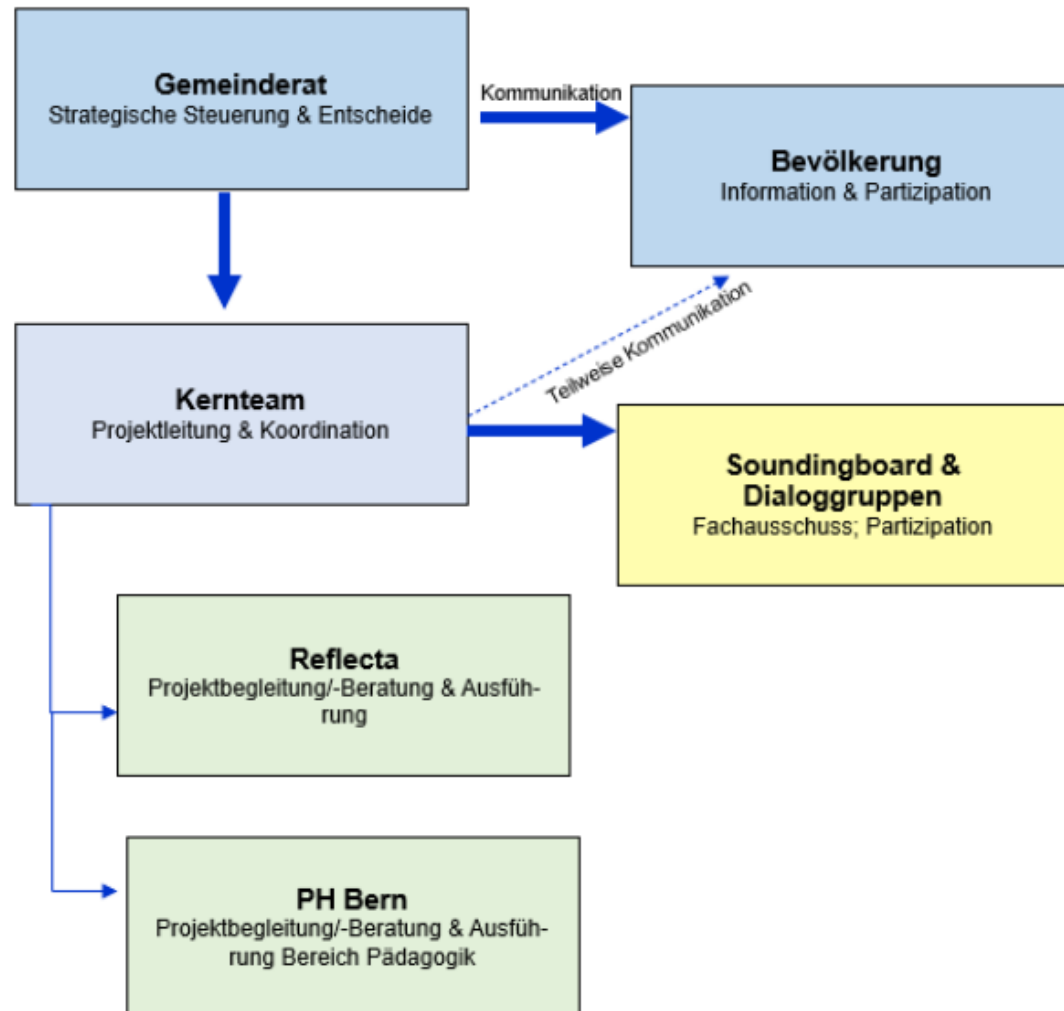 Gemeinderat
Strategische Steuerung & Entscheide
Kommunikation
Bevölkerung
Information & Partizipation
Teilweise Kommunikation
Kernteam
Projektleitung & Koordination
Soundingboard &
Dialoggruppen
Fachausschuss; Partizipation
Reflecta
Projektbegleitung/-Beratung & Ausfüh-
rung
PH Bern
Projektbegleitung/-Beratung & Ausfüh-
rung Bereich Pädagogik